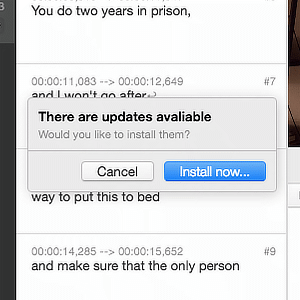 3
You do two years in prison,
00:00:11,083 --> 00:00:12,649 #7
and I won't go after↵
There are updates avaliable
Would you like to install them?
Cancel Install now...
way to put this to bed
00:00:14,285 --> 00:00:15,652 #9
and make sure that the only person